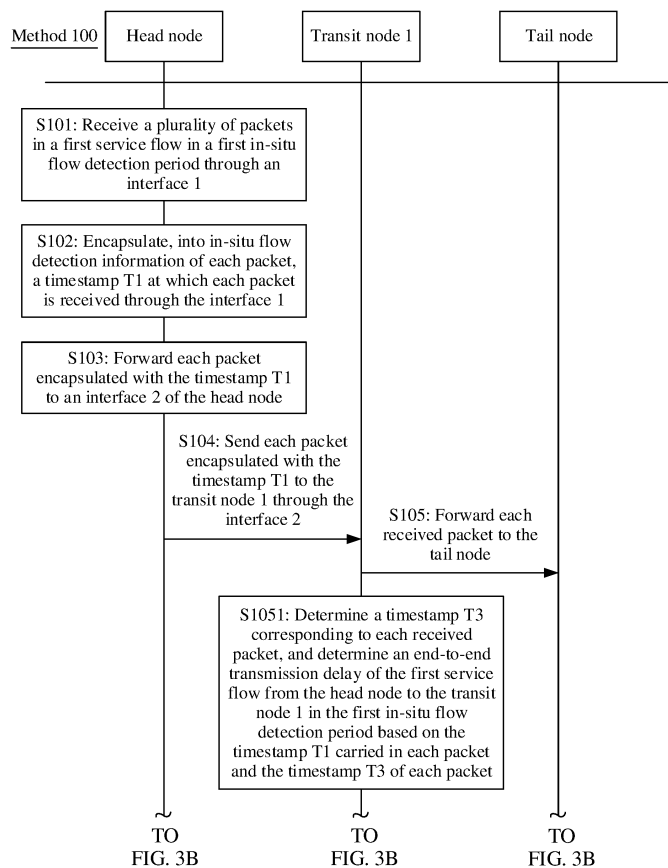 Method 100
Head node
Transit node 1
Tail node
S101: Receive a plurality of packets
in a first service flow in a first in-situ
flow detection period through an
interface 1
S102: Encapsulate, into in-situ flow
detection information of each packet,
a timestamp T1 at which each packet
is received through the interface 1
S103: Forward each packet
encapsulated with the timestamp T1
to an interface 2 of the head node
S104: Send each packet
encapsulated with the
timestamp T1 to the
transit node 1 through the
interface 2
S105: Forward each
received packet to the
tail node
S1051: Determine a timestamp T3
corresponding to each received
packet, and determine an end-to-end
transmission delay of the first service
flow from the head node to the transit
node 1 in the first in-situ flow
detection period based on the
timestamp T1 carried in each packet
and the timestamp T3 of each packet
TO
FIG. 3B
TO
FIG. 3B
TO
FIG. 3B